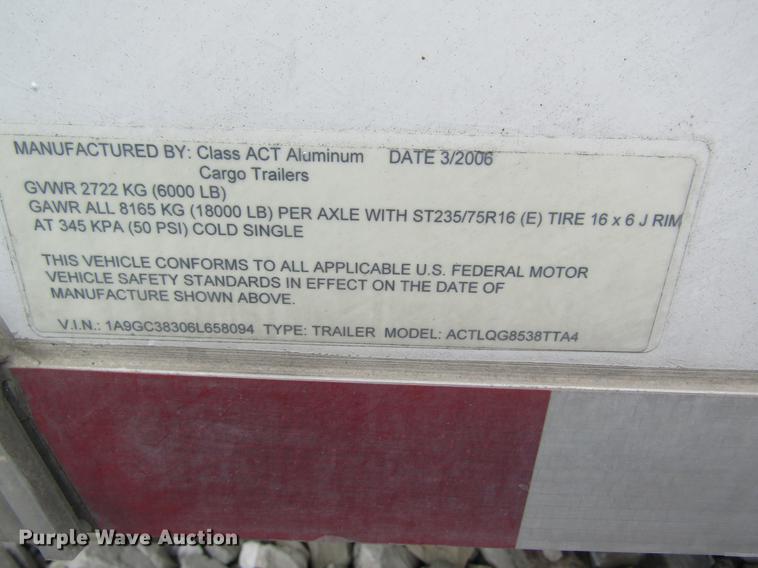 MANUFACTURED BY: Class ACT Aluminum DATE 3/2006
Cargo Trailers
GVWR 2722 KG (6000 LB)
GAWR ALL 8165 KG (18000 LB) PER AXLE WITH ST235/75R16 (E) TIRE 16 x 6 J RIM
AT 345 KPA (50 PSI) COLD SINGLE
THIS VEHICLE CONFORMS TO ALL APPLICABLE U.S. FEDERAL MOTOR
VEHICLE SAFETY STANDARDS IN EFFECT ON THE DATE OF
MANUFACTURE SHOWN ABOVE.
V.I.N.: 1A9GC38306L658094 TYPE: TRAILER MODEL: ACTLQG8538TTA4
Purple Wave Auction